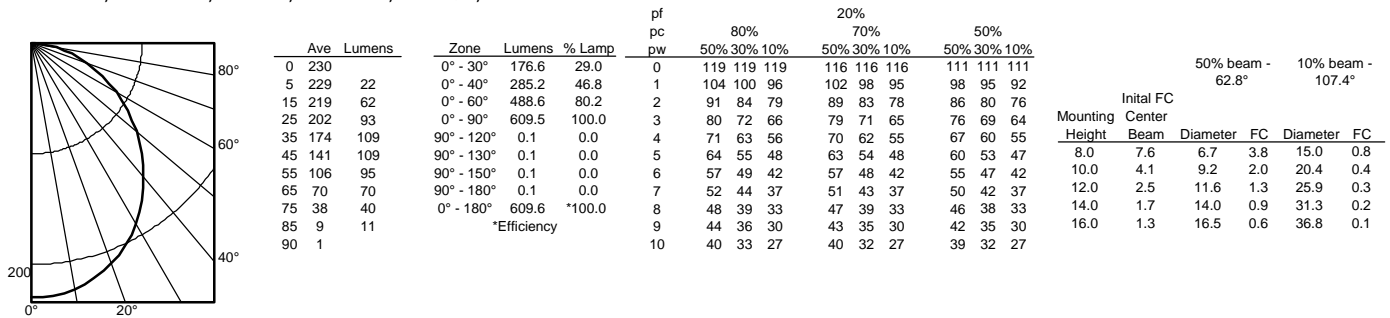 80°
60°
40°
200
0° 20°
Ave Lumens
0 230
5 229 22
15 219 62
25 202 93
35 174 109
45 141 109
55 106 95
65 70 70
75 38 40
85 9 11
90 1
Zone Lumens % Lamp
0° - 30° 176.6 29.0
0° - 40° 285.2 46.8
0° - 60° 488.6 80.2
0° - 90° 609.5 100.0
90° - 120° 0.1 0.0
90° - 130° 0.1 0.0
90° - 150° 0.1 0.0
90° - 180° 0.1 0.0
0° - 180° 609.6 *100.0
*Efficiency
pf 20%
pc 80% 70% 50%
pw 50% 30% 10% 50% 30% 10% 50% 30% 10%
0 119 119 119 116 116 116 111 111 111
1 104 100 96 102 98 95 98 95 92
2 91 84 79 89 83 78 86 80 76
3 80 72 66 79 71 65 76 69 64
4 71 63 56 70 62 55 67 60 55
5 64 55 48 63 54 48 60 53 47
6 57 49 42 57 48 42 55 47 42
7 52 44 37 51 43 37 50 42 37
8 48 39 33 47 39 33 46 38 33
9 44 36 30 43 35 30 42 35 30
10 40 33 27 40 32 27 39 32 27
50% beam - 10% beam -
62.8° 107.4°
Inital FC
Mounting Center
Height Beam Diameter FC Diameter FC
8.0 7.6 6.7 3.8 15.0 0.8
10.0 4.1 9.2 2.0 20.4 0.4
12.0 2.5 11.6 1.3 25.9 0.3
14.0 1.7 14.0 0.9 31.3 0.2
16.0 1.3 16.5 0.6 36.8 0.1